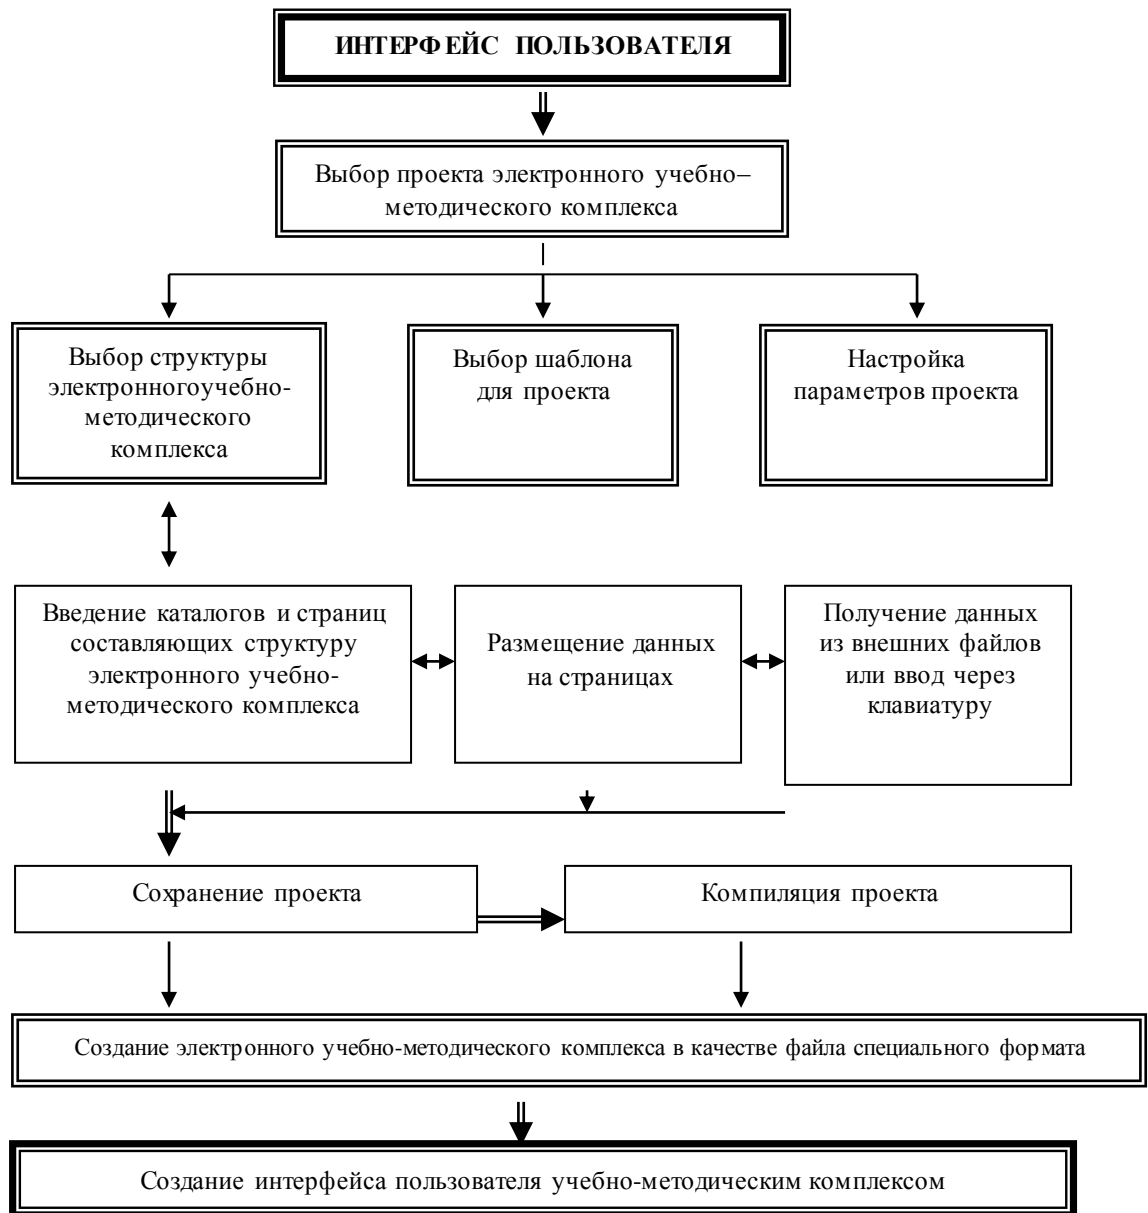 ИНТЕРФЕЙС ПОЛЬЗОВАТЕЛЯ
Выбор проекта электронного учебно–
методического комплекса
Выбор структуры
электронногоучебно-
методического
комплекса
Выбор шаблона
для проекта
Настройка
параметров проекта
Введение каталогов и страниц
составляющих структуру
электронного учебно-
методического комплекса
Размещение данных
на страницах
Получение данных
из внешних файлов
или ввод через
клавиатуру
Сохранение проекта
Компиляция проекта
Создание электронного учебно-методического комплекса в качестве файла специального формата
Создание интерфейса пользователя учебно-методическим комплексом